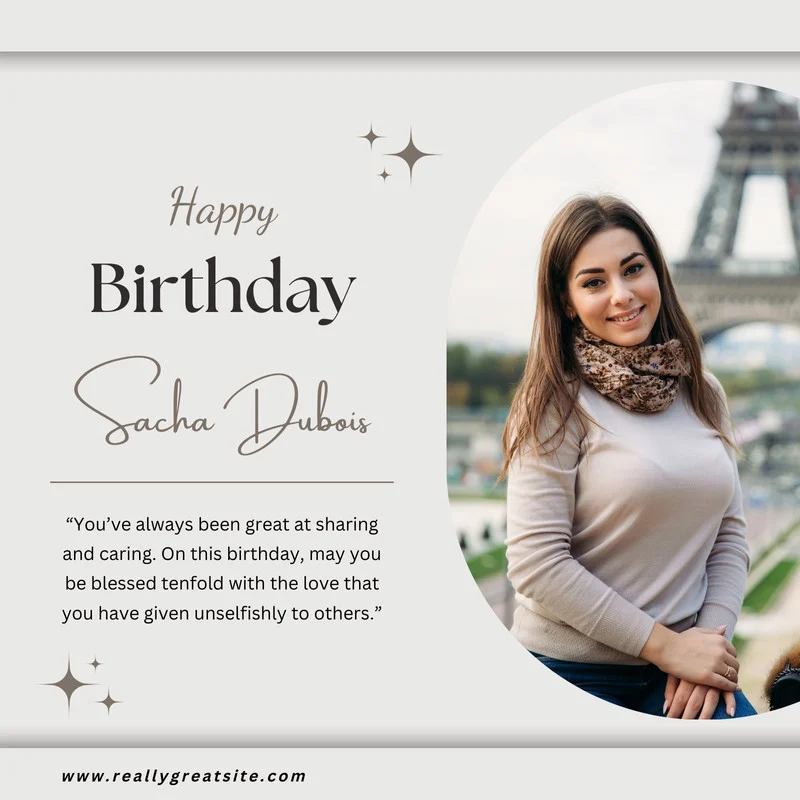 Happy
Birthday
Sacha Dubois
“You’ve always been great at sharing
and caring. On this birthday, may you
be blessed tenfold with the love that
you have given unselfishly to others.”
www.reallygreatsite.com